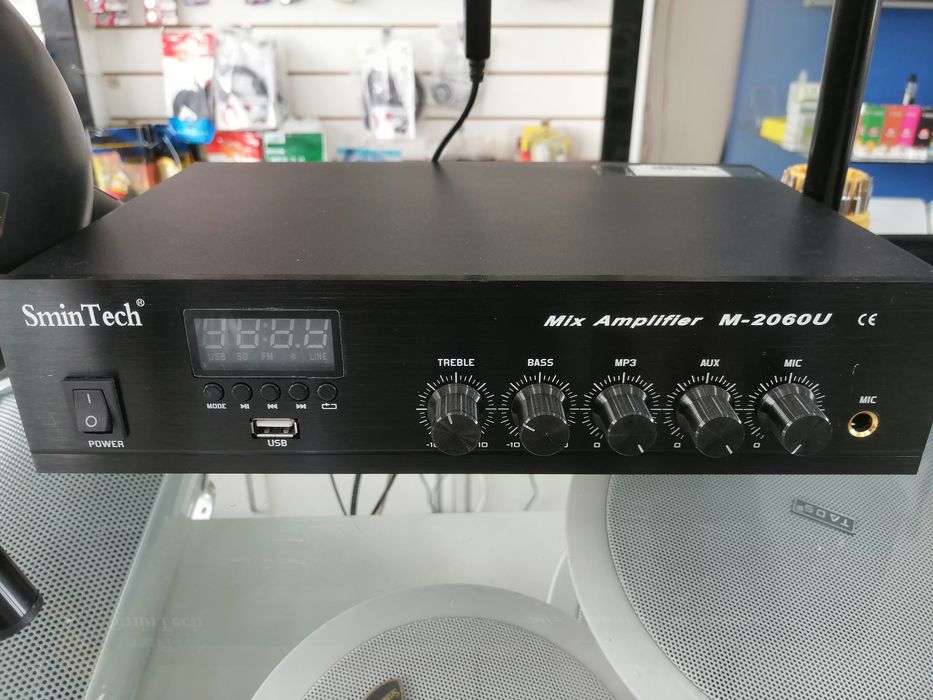 SminTech®
Mix Amplifier M-2060U CE
USB SD FM LINE
MODE
USB
POWER
TREBLE BASS MP3 AUX MIC
MIC
-10 10 -10 0 0 0
TADS®